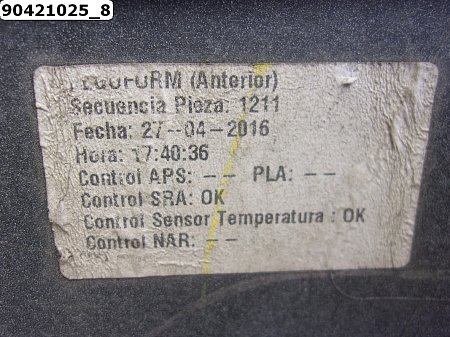 90421025_8
(Anterior)
Secuencia Pieza: 1211
Fecha: 27-04-2016
Hora: 17:40:36
Control APS: -- PLA: --
Control SRA: OK
Control Sensor Temperatura : OK
Control NAR: --